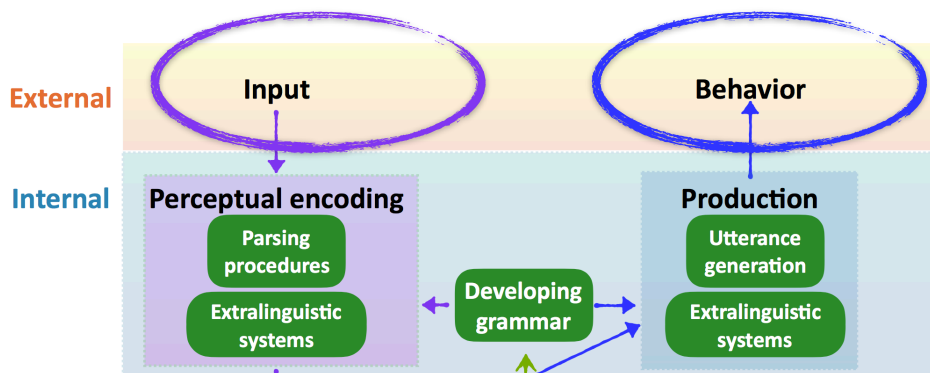 External
Input
Behavior
Internal
Perceptual encoding
Parsing
procedures
Extralinguistic
systems
Developing
grammar
Production
Utterance
generation
Extralinguistic
systems